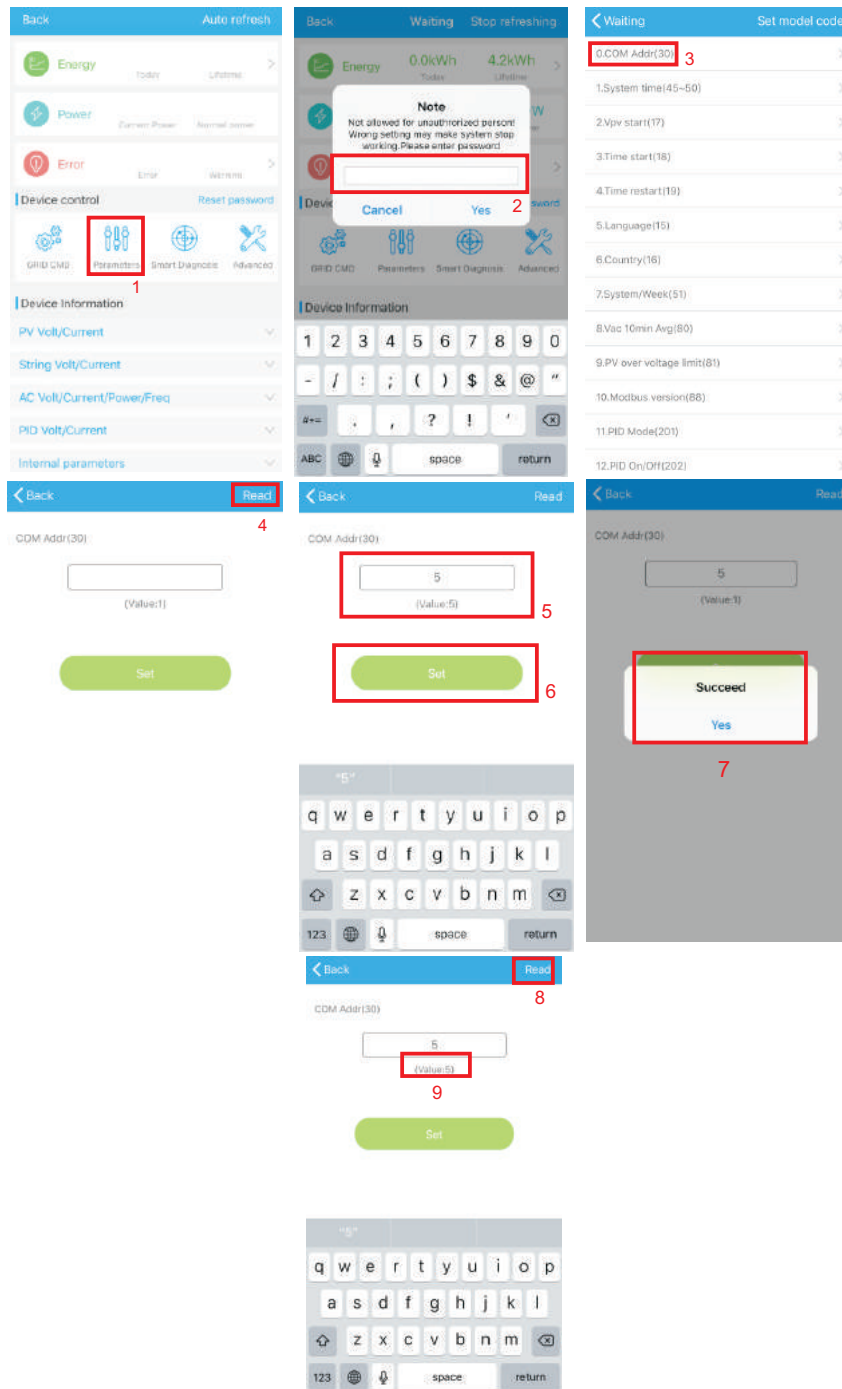 Back Auto refresh
Energy
Today Lifetime
Power
Current Power Normal power
Error
Error Warning
Device control Reset password
GRID CMD Parameters Smart Diagnosis Advanced
1
Device Information
PV Volt/Current
String Volt/Current
AC Volt/Current/Power/Freq
PID Volt/Current
Internal parameters
Back Waiting Stop refreshing
Energy 0.0kWh 4.2kWh
Today Lifetime
W
Note
Not allowed for unauthrorized person!
Wrong setting may make system stop
working.Please enter password
Cancel Yes
2
GRID CMD Parameters Smart Diagnosis Advanced
Device Information
1 2 3 4 5 6 7 8 9 0
- / : ; ( ) $ & @ "
#+= . , ? ! '
ABC space return
Waiting Set model code
0.COM Addr(30)
3
1.System time(45~50)
2.Vpv start(17)
3.Time start(18)
4.Time restart(19)
5.Language(15)
6.Country(16)
7.System/Week(51)
8.Vac 10min Avg(80)
9.PV over voltage limit(81)
10.Modbus version(88)
11.PID Mode(201)
12.PID On/Off(202)
Back Read
4
COM Addr(30)
(Value:1)
Set
Back Read
COM Addr(30)
5
(Value:5)
5
Set
6
"5"
q w e r t y u i o p
a s d f g h j k l
z x c v b n m
123 space return
Back Read
COM Addr(30)
5
(Value:1)
Succeed
Yes
7
Back Read
8
COM Addr(30)
5
(Value:5)
9
Set
"5"
q w e r t y u i o p
a s d f g h j k l
z x c v b n m
123 space return